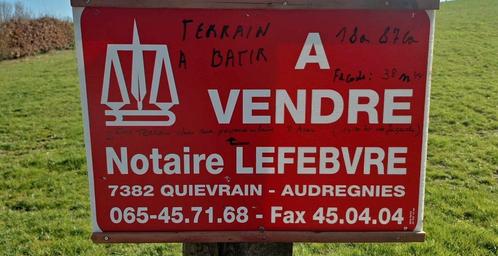 TERRAIN
A BATIR
A
18a 87ca
Façade: 38 m
VENDRE
Notaire LEFEBVRE
7382 QUIEVRAIN - AUDREGNIES
065-45.71.68 - Fax 45.04.04